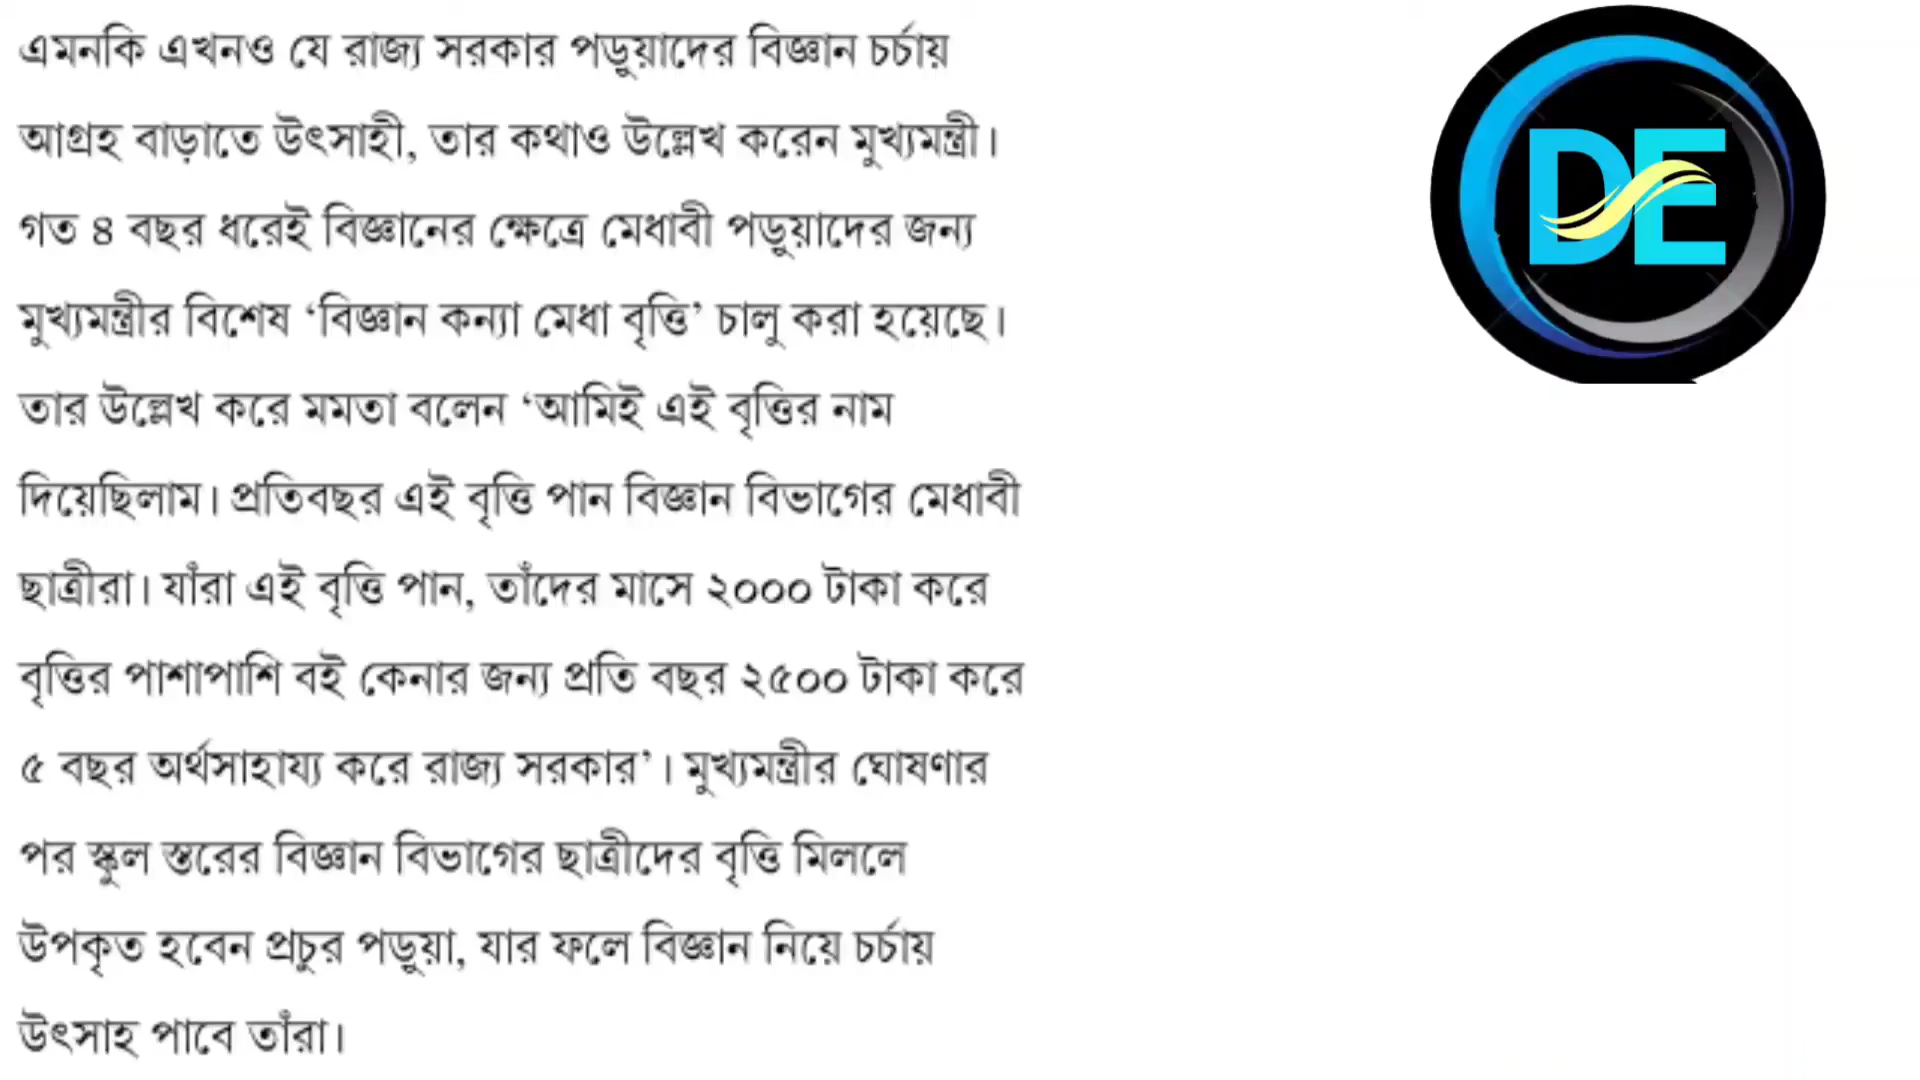 এমনকি এখনও যে রাজ্য সরকার পড়ুয়াদের বিজ্ঞান চর্চায়
আগ্রহ বাড়াতে উৎসাহী, তার কথাও উল্লেখ করেন মুখ্যমন্ত্রী।
গত ৪ বছর ধরেই বিজ্ঞানের ক্ষেত্রে মেধাবী পড়ুয়াদের জন্য
মুখ্যমন্ত্রীর বিশেষ ‘বিজ্ঞান কন্যা মেধা বৃত্তি’ চালু করা হয়েছে।
তার উল্লেখ করে মমতা বলেন ‘আমিই এই বৃত্তির নাম
দিয়েছিলাম। প্রতিবছর এই বৃত্তি পান বিজ্ঞান বিভাগের মেধাবী
ছাত্রীরা। যাঁরা এই বৃত্তি পান, তাঁদের মাসে ২০০০ টাকা করে
বৃত্তির পাশাপাশি বই কেনার জন্য প্রতি বছর ২৫০০ টাকা করে
৫ বছর অর্থসাহায্য করে রাজ্য সরকার’। মুখ্যমন্ত্রীর ঘোষণার
পর স্কুল স্তরের বিজ্ঞান বিভাগের ছাত্রীদের বৃত্তি মিললে
উপকৃত হবেন প্রচুর পড়ুয়া, যার ফলে বিজ্ঞান নিয়ে চর্চায়
উৎসাহ পাবে তাঁরা।
DE